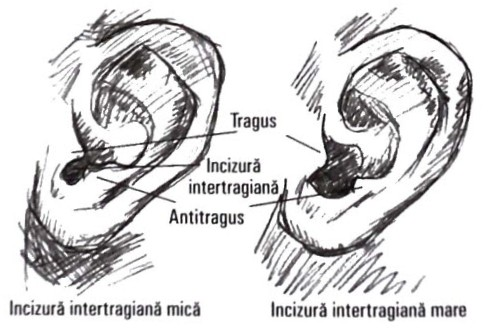 Tragus
Incizură
intertragiană
Antitragus
Incizură intertragiană mică
Incizură intertragiană mare